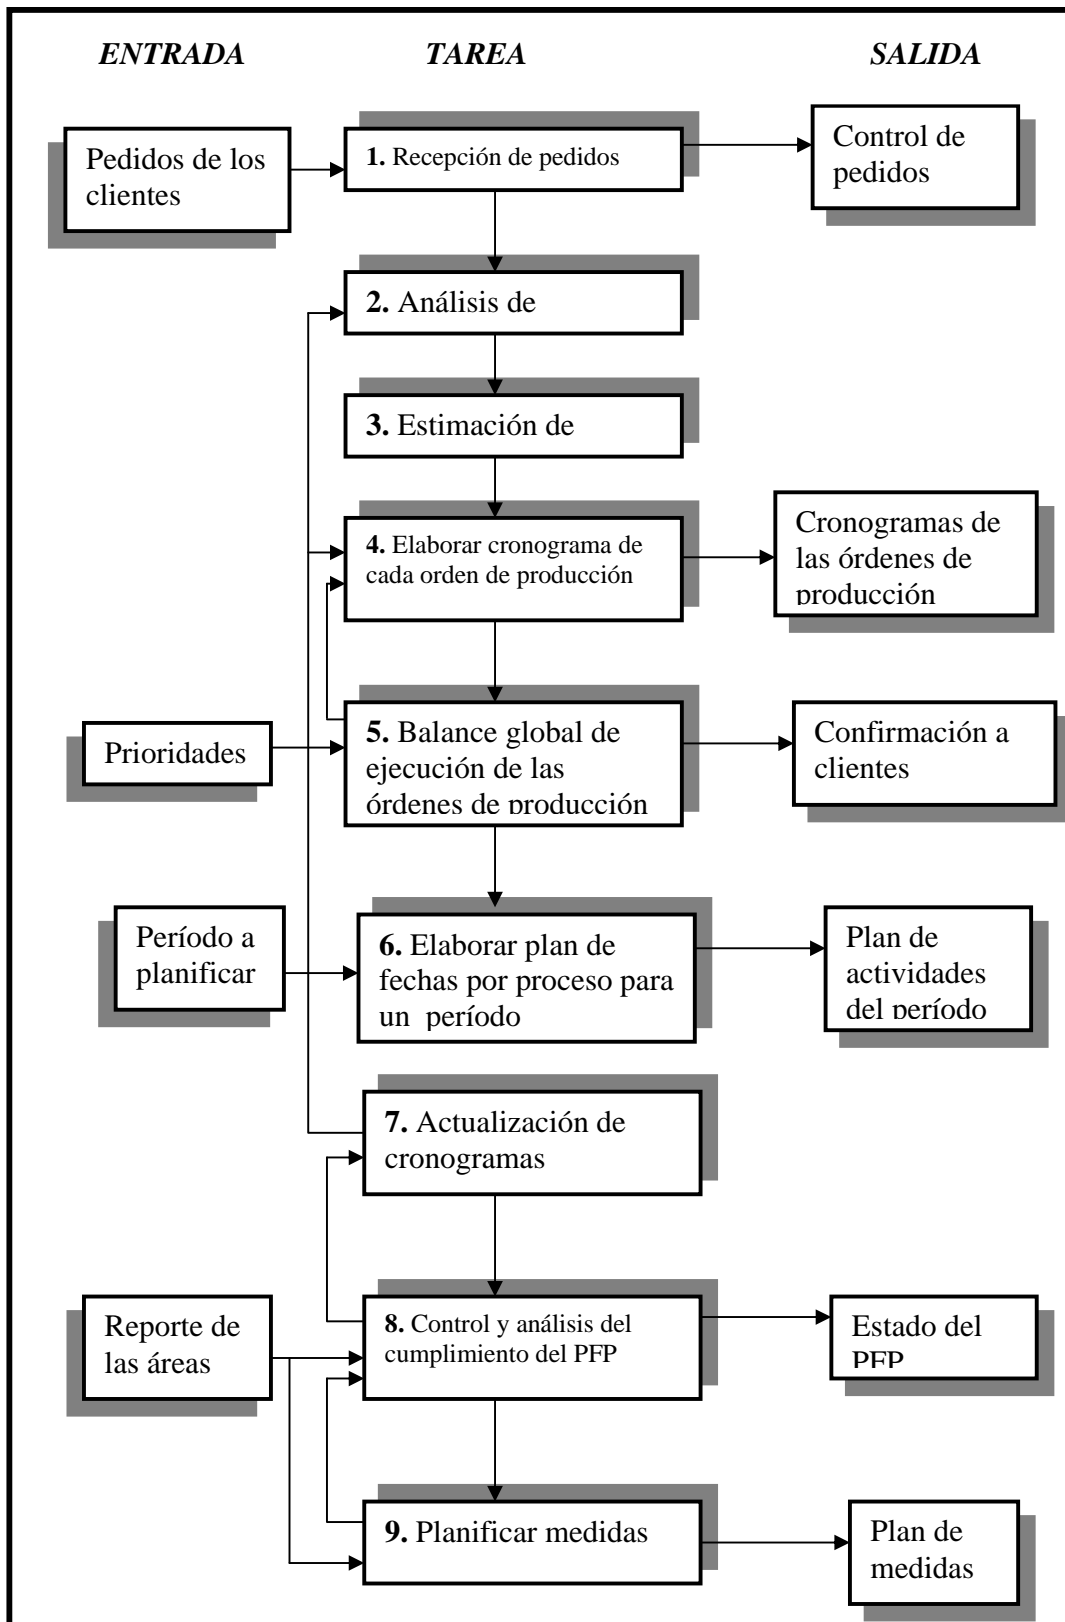 ENTRADA TAREA SALIDA
Pedidos de los
clientes
1. Recepción de pedidos
Control de
pedidos
2. Análisis de
3. Estimación de
4. Elaborar cronograma de
cada orden de producción
Cronogramas de
las órdenes de
producción
Prioridades
5. Balance global de
ejecución de las
órdenes de producción
Confirmación a
clientes
Período a
planificar
6. Elaborar plan de
fechas por proceso para
un período
Plan de
actividades
del período
7. Actualización de
cronogramas
Reporte de
las áreas
8. Control y análisis del
cumplimiento del PFP
Estado del
PFP
9. Planificar medidas
Plan de
medidas